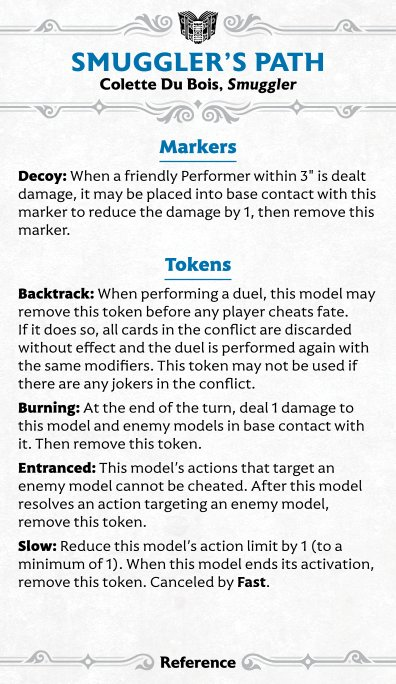 SMUGGLER'S PATH
Colette Du Bois, Smuggler
Markers
Decoy: When a friendly Performer within 3" is dealt
damage, it may be placed into base contact with this
marker to reduce the damage by 1, then remove this
marker.
Tokens
Backtrack: When performing a duel, this model may
remove this token before any player cheats fate.
If it does so, all cards in the conflict are discarded
without effect and the duel is performed again with
the same modifiers. This token may not be used if
there are any jokers in the conflict.
Burning: At the end of the turn, deal 1 damage to
this model and enemy models in base contact with
it. Then remove this token.
Entranced: This model's actions that target an
enemy model cannot be cheated. After this model
resolves an action targeting an enemy model,
remove this token.
Slow: Reduce this model's action limit by 1 (to a
minimum of 1). When this model ends its activation,
remove this token. Canceled by Fast.
Reference